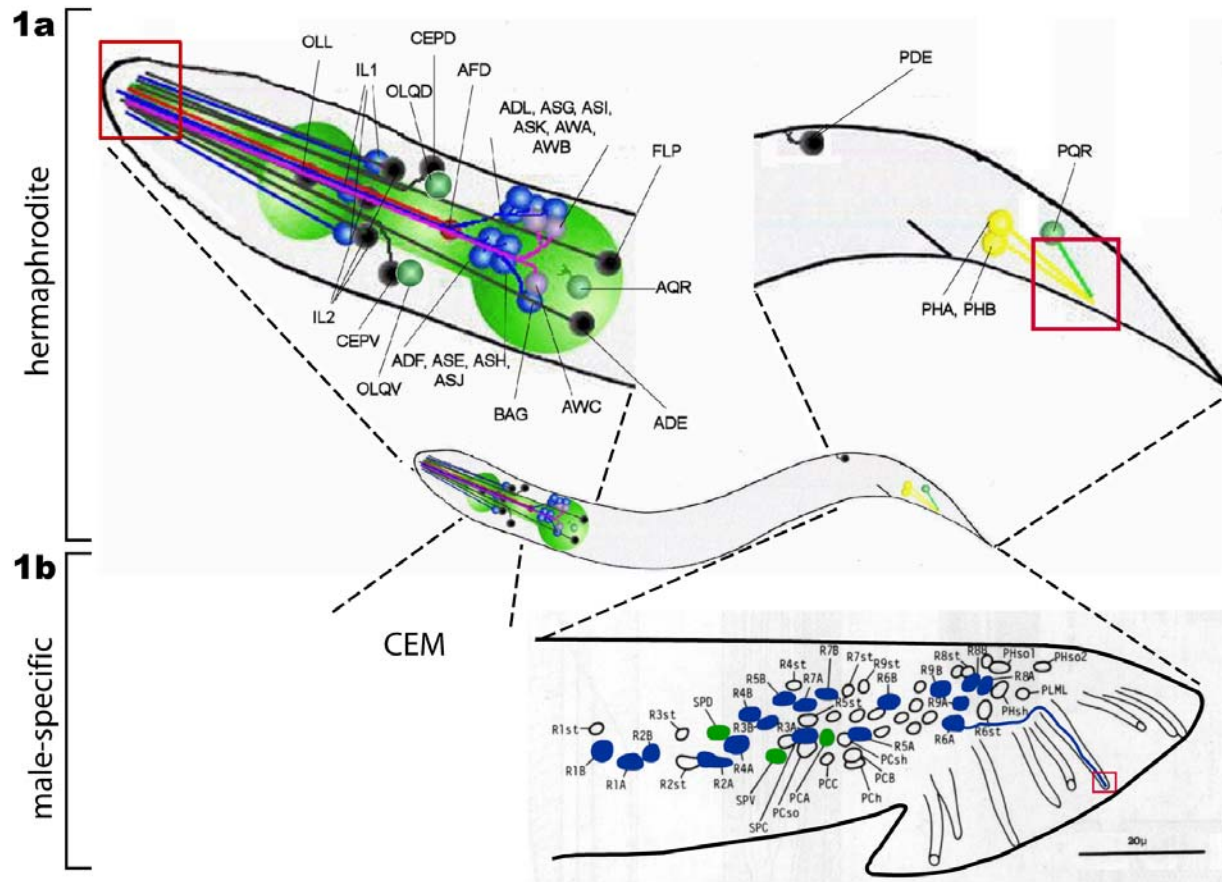 1a
hermaphrodite
OLL
IL1
CEPD
OLQD
AFD
ADL, ASG, ASI,
ASK, AWA,
AWB
FLP
AQR
IL2
CEPV
OLQV
ADF, ASE, ASH,
ASJ
BAG
AWC
ADE
PDE
PQR
PHA, PHB
1b
male-specific
CEM
R1st
R1B
R1A
R2B
R3st
R2st
SPD
R2A
R4B
R3B
R4A
R5B
R4st
R7A
R7B
R3A
R5st
R7st
R9st
R6B
SPV
SPC
PCso
PCA
PCC
PCh
PCB
PCsh
R5A
R9B
R9A
R6A
R8st
R8B
PHso1
PHso2
R8A
PLML
PHsh
R6st
20μ